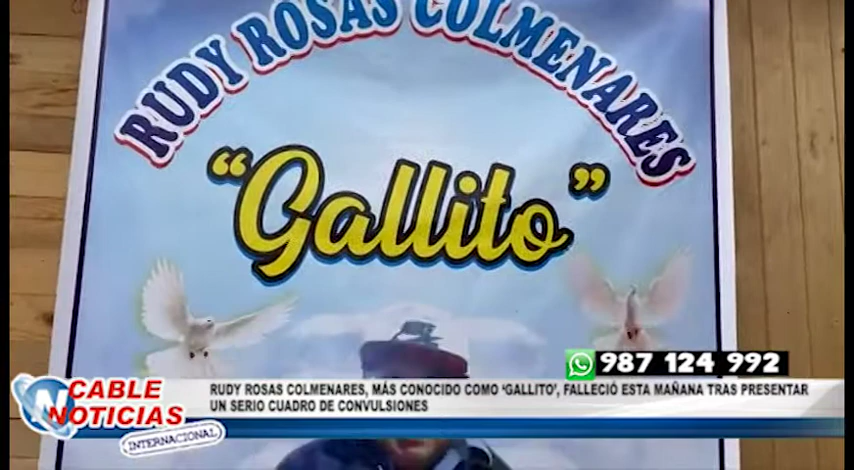 RUDY ROSAS COLMENARES
“Gallito”
987 124 992
RUDY ROSAS COLMENARES, MÁS CONOCIDO COMO ‘GALLITO’, FALLECIÓ ESTA MAÑANA TRAS PRESENTAR
UN SERIO CUADRO DE CONVULSIONES
N
CABLE
NOTICIAS
INTERNACIONAL